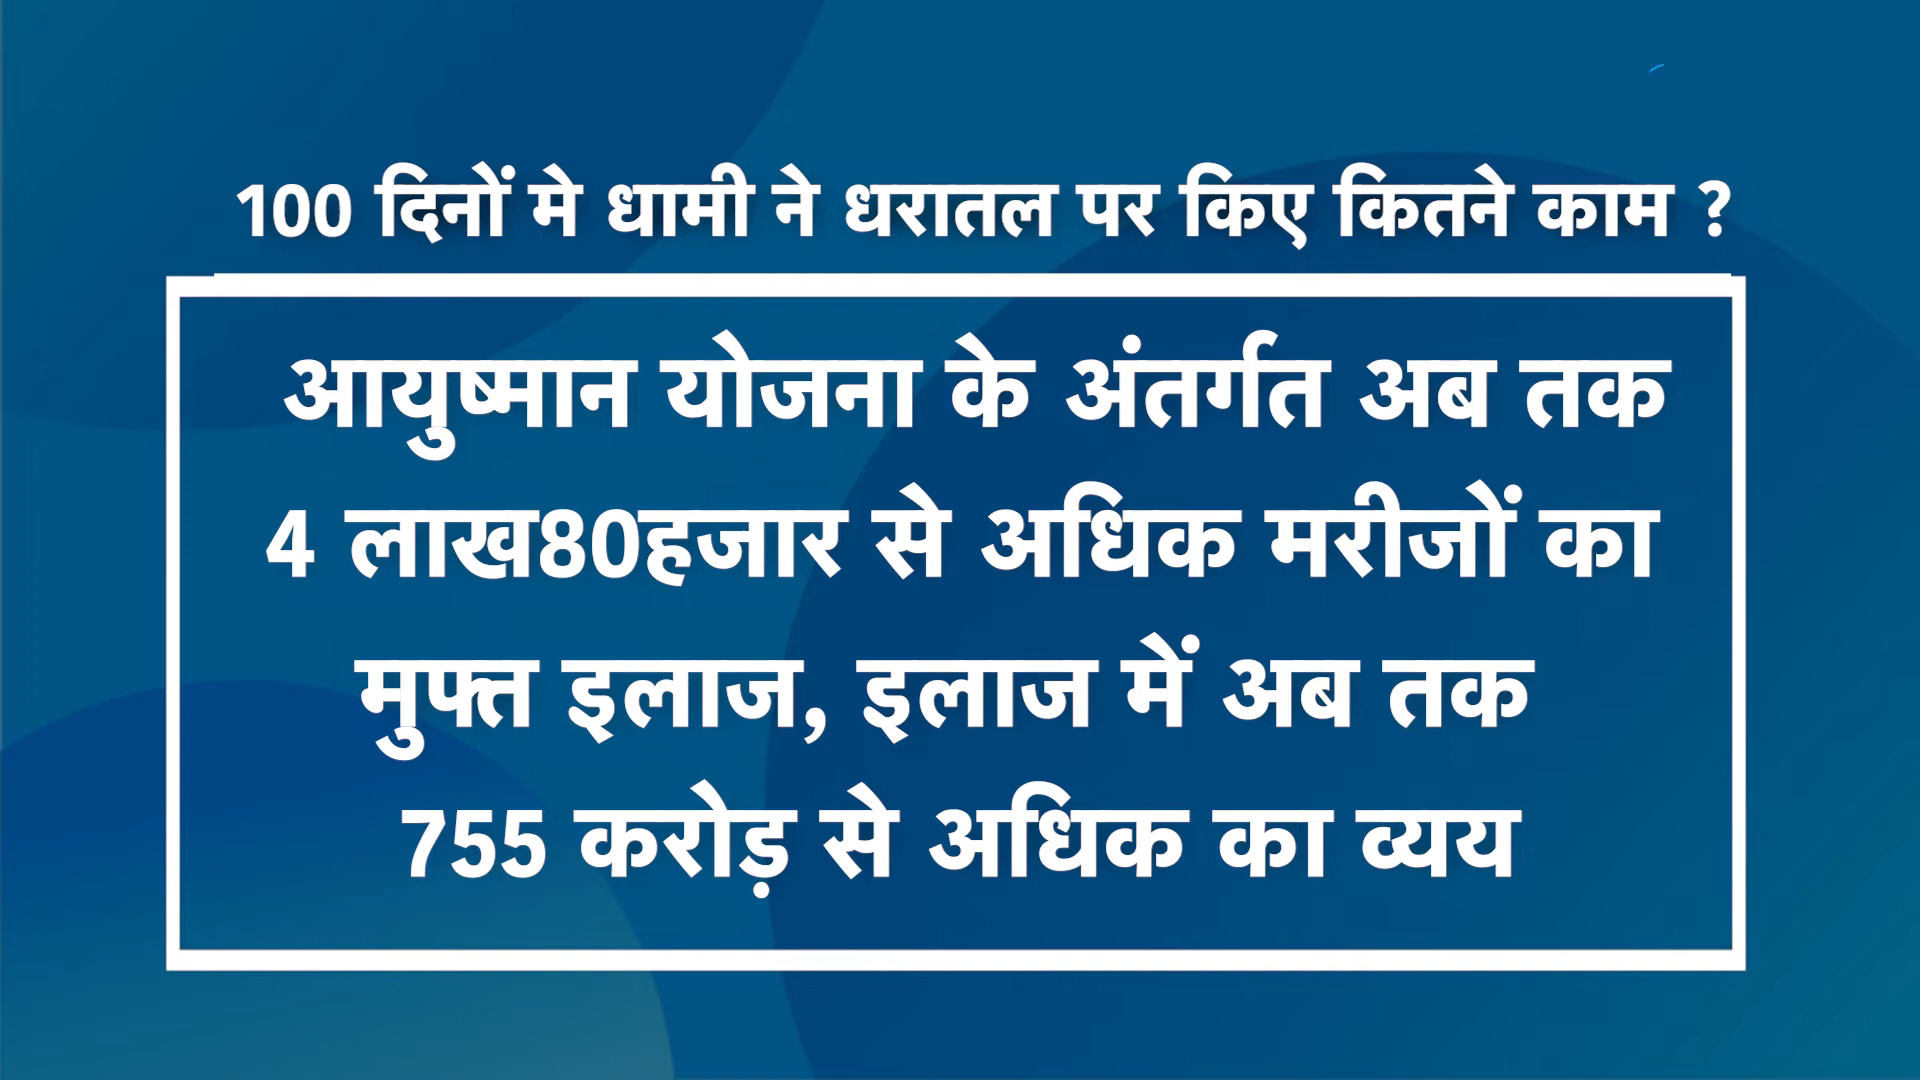 100 दिनों मे धामी ने धरातल पर किए कितने काम ?
आयुष्मान योजना के अंतर्गत अब तक
4 लाख80हजार से अधिक मरीजों का
मुफ्त इलाज, इलाज में अब तक
755 करोड़ से अधिक का व्यय